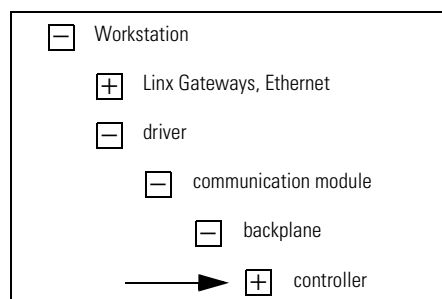 Workstation
Linx Gateways, Ethernet
driver
communication module
backplane
controller